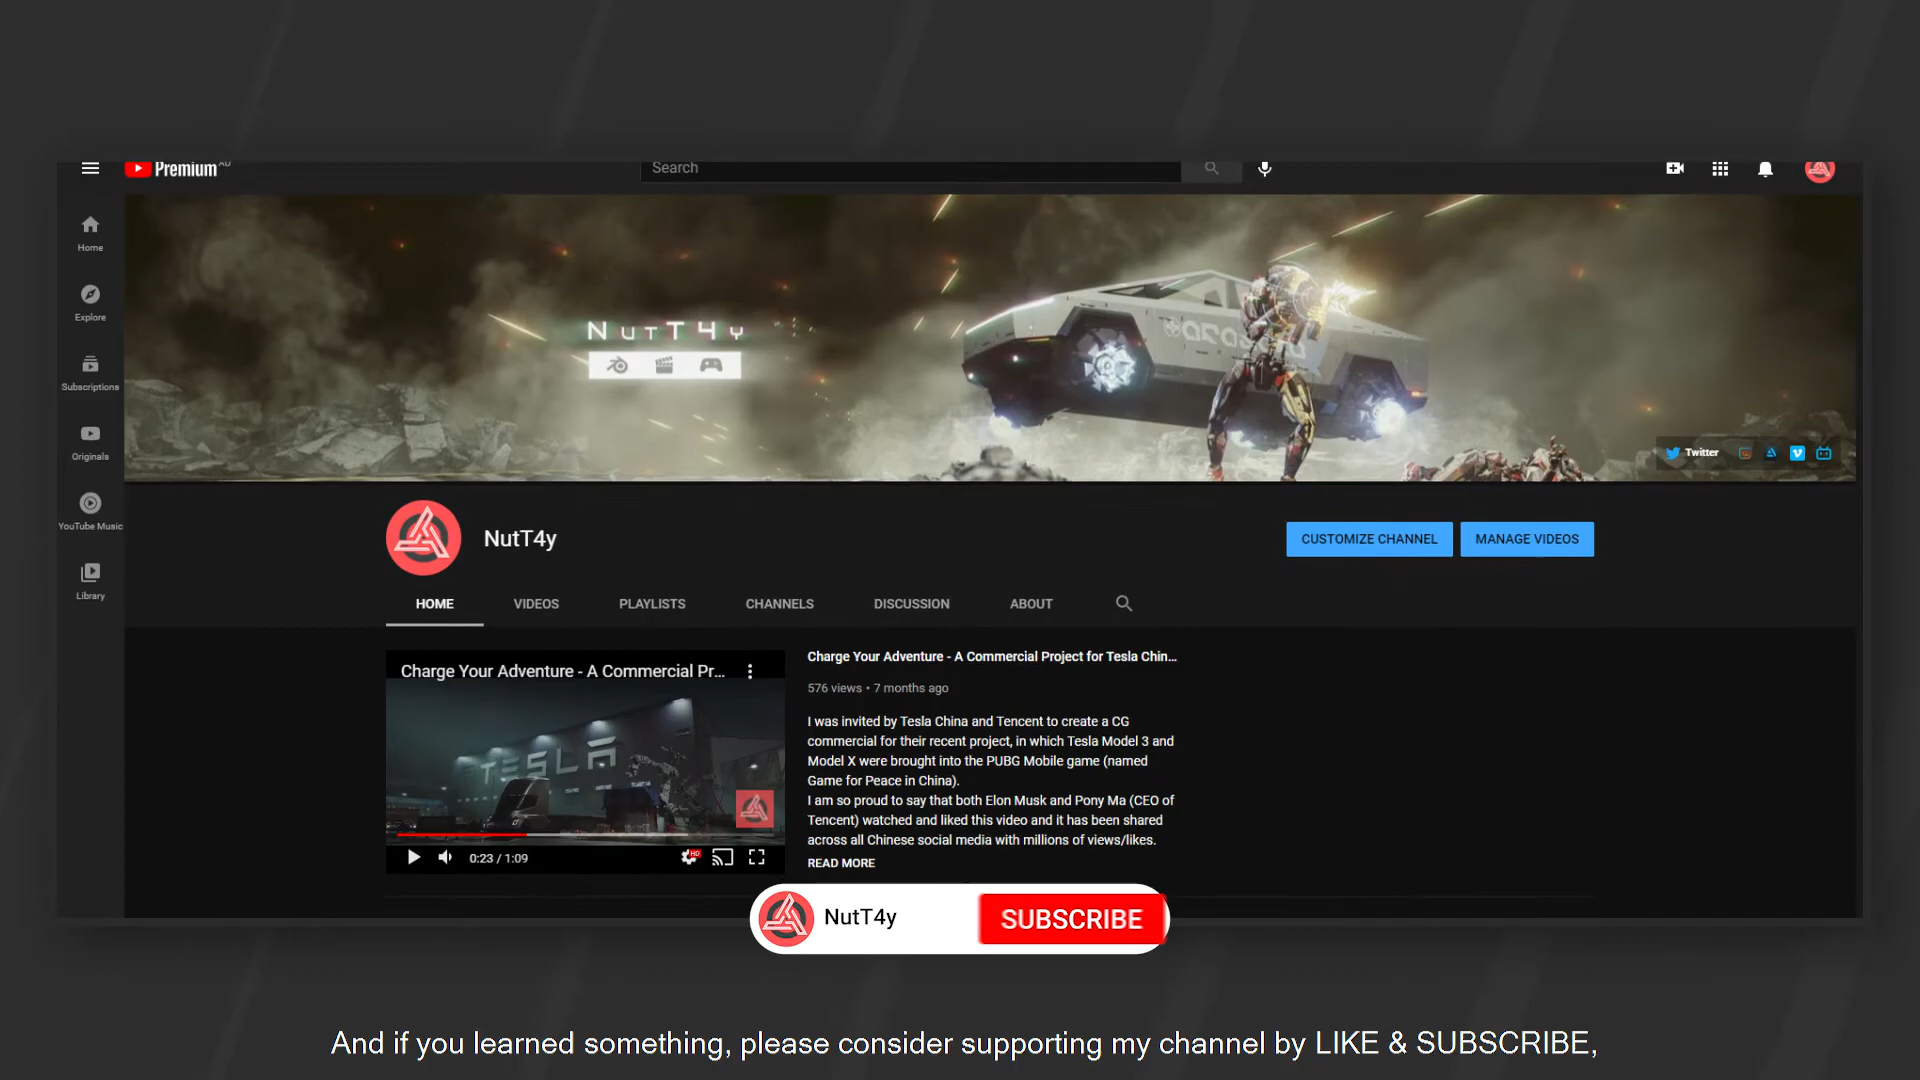 Premium AU
Search
Home
Explore
Subscriptions
Originals
YouTube Music
Library
NutT4y
arasaka
Twitter
NutT4y
CUSTOMIZE CHANNEL
MANAGE VIDEOS
HOME
VIDEOS
PLAYLISTS
CHANNELS
DISCUSSION
ABOUT
Charge Your Adventure - A Commercial Pr...
TESLA
HD
0:23 / 1:09
Charge Your Adventure - A Commercial Project for Tesla Chin...
576 views • 7 months ago
I was invited by Tesla China and Tencent to create a CG
commercial for their recent project, in which Tesla Model 3 and
Model X were brought into the PUBG Mobile game (named
Game for Peace in China).
I am so proud to say that both Elon Musk and Pony Ma (CEO of
Tencent) watched and liked this video and it has been shared
across all Chinese social media with millions of views/likes.
READ MORE
NutT4y
SUBSCRIBE
And if you learned something, please consider supporting my channel by LIKE & SUBSCRIBE,